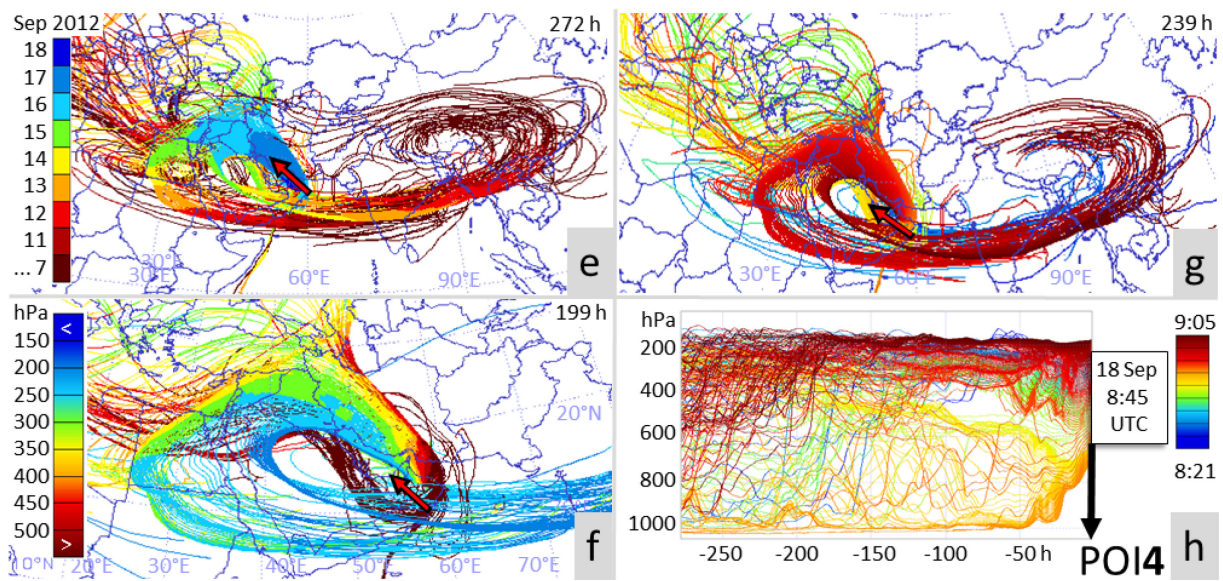 Sep 2012
18
17
16
15
14
13
12
11
... 7
272 h
30°E
30°E
60°E
90°E
e
239 h
30°E
60°E
90°E
g
hPa
<
150
200
250
300
350
400
450
500
>
199 h
20°N
10°N
20°E
30°E
40°E
50°E
60°E
70°E
f
hPa
200
400
600
800
1000
-250
-200
-150
-100
-50 h
18 Sep
8:45
UTC
9:05
8:21
POI4
h